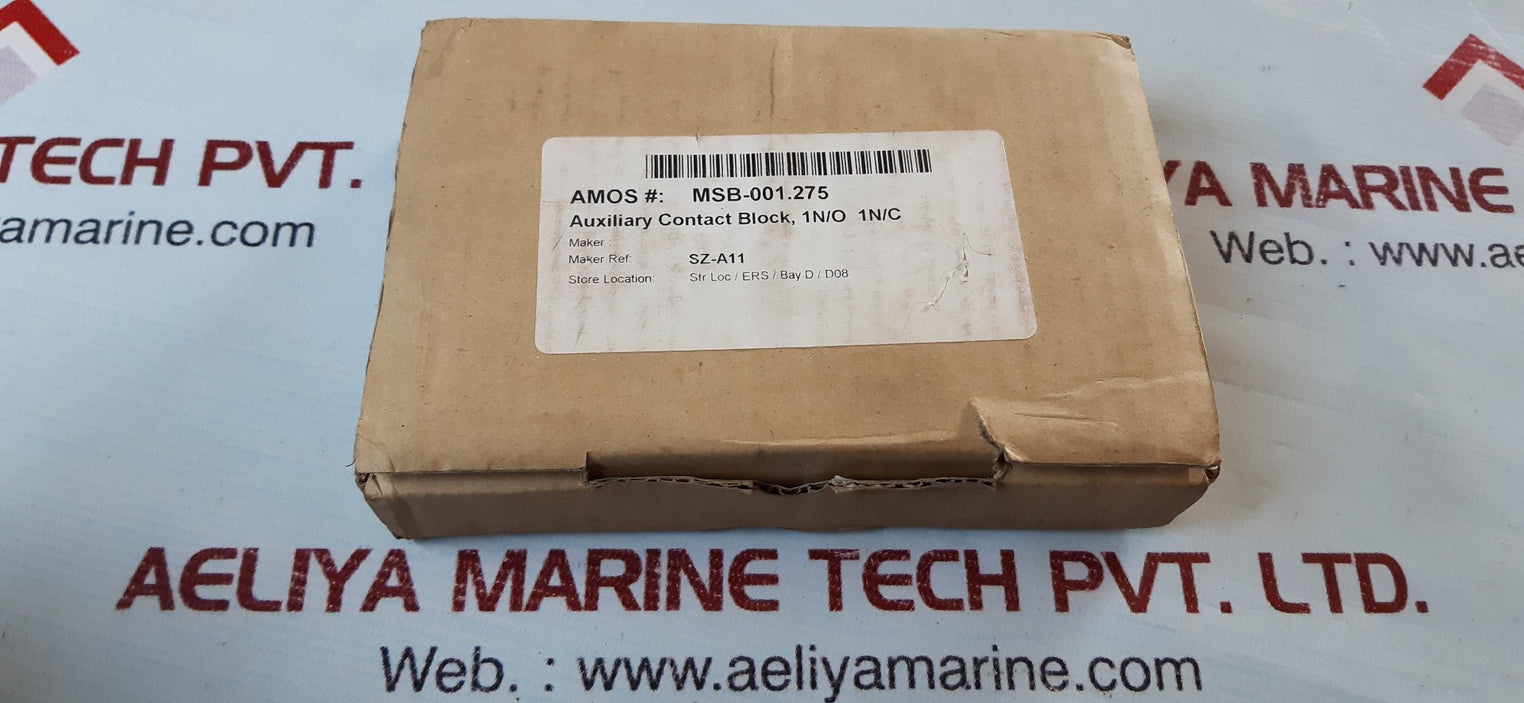 TECH PVT.
amarine.com
YA MARINE
Web. : www.ae
AMOS #: MSB-001.275
Auxiliary Contact Block, 1N/O 1N/C
Maker :
Maker Ref: SZ-A11
Store Location: Str Loc / ERS / Bay D / D08
AELIYA MARINE TECH PVT. LTD.
Web. : www.aeliyamarine.com